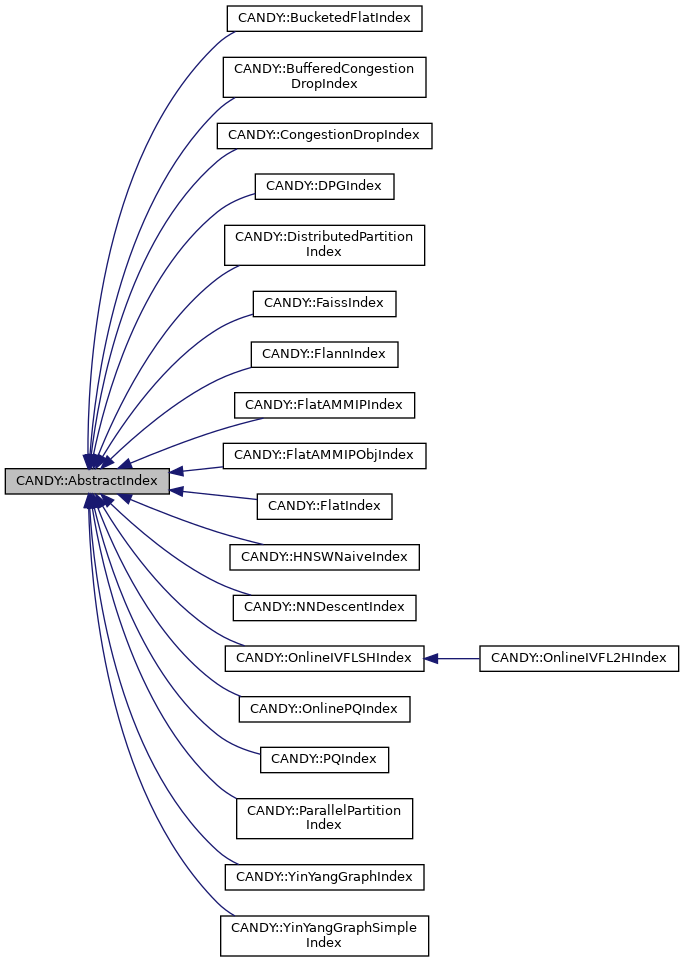 CANDY::BucketedFlatIndex
CANDY::BufferedCongestion
DropIndex
CANDY::CongestionDropIndex
CANDY::DPGIndex
CANDY::DistributedPartition
Index
CANDY::FaissIndex
CANDY::FlannIndex
CANDY::FlatAMMIPIndex
CANDY::FlatAMMIPObjIndex
CANDY::AbstractIndex
CANDY::FlatIndex
CANDY::HNSWNaiveIndex
CANDY::NNDescentIndex
CANDY::OnlineIVFLSHIndex
CANDY::OnlineIVFL2HIndex
CANDY::OnlinePQIndex
CANDY::PQIndex
CANDY::ParallelPartition
Index
CANDY::YinYangGraphIndex
CANDY::YinYangGraphSimple
Index